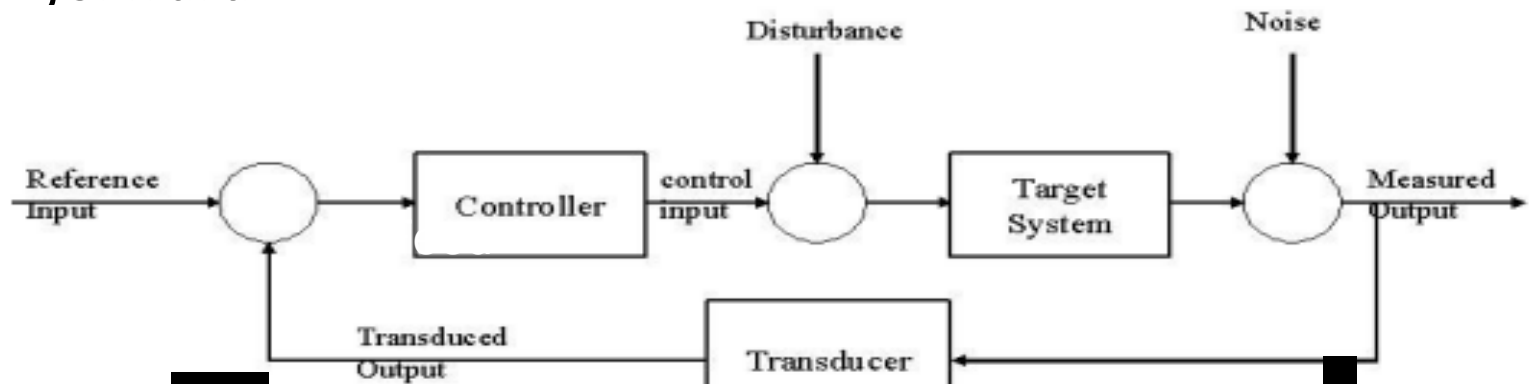 Disturbance
Noise
Reference
Input
Controller
control
input
Target
System
Measured
Output
Transduced
Output
Transducer